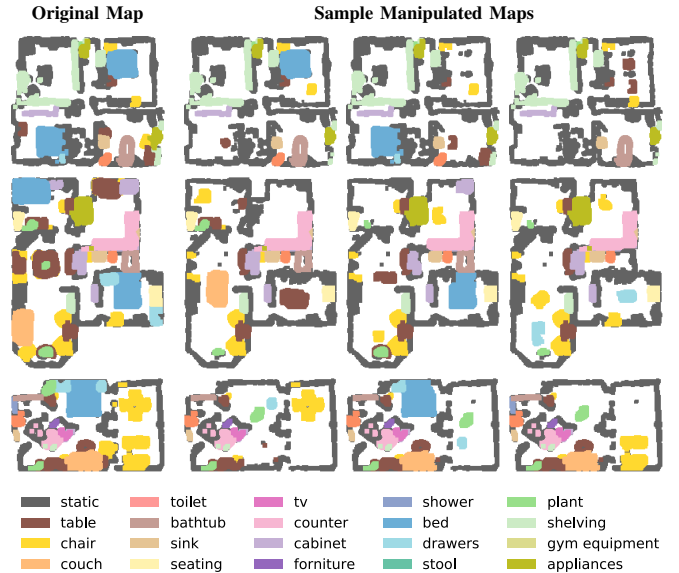 Original Map Sample Manipulated Maps
static toilet tv shower plant
table bathtub counter bed shelving
chair sink cabinet drawers gym equipment
couch seating forniture stool appliances